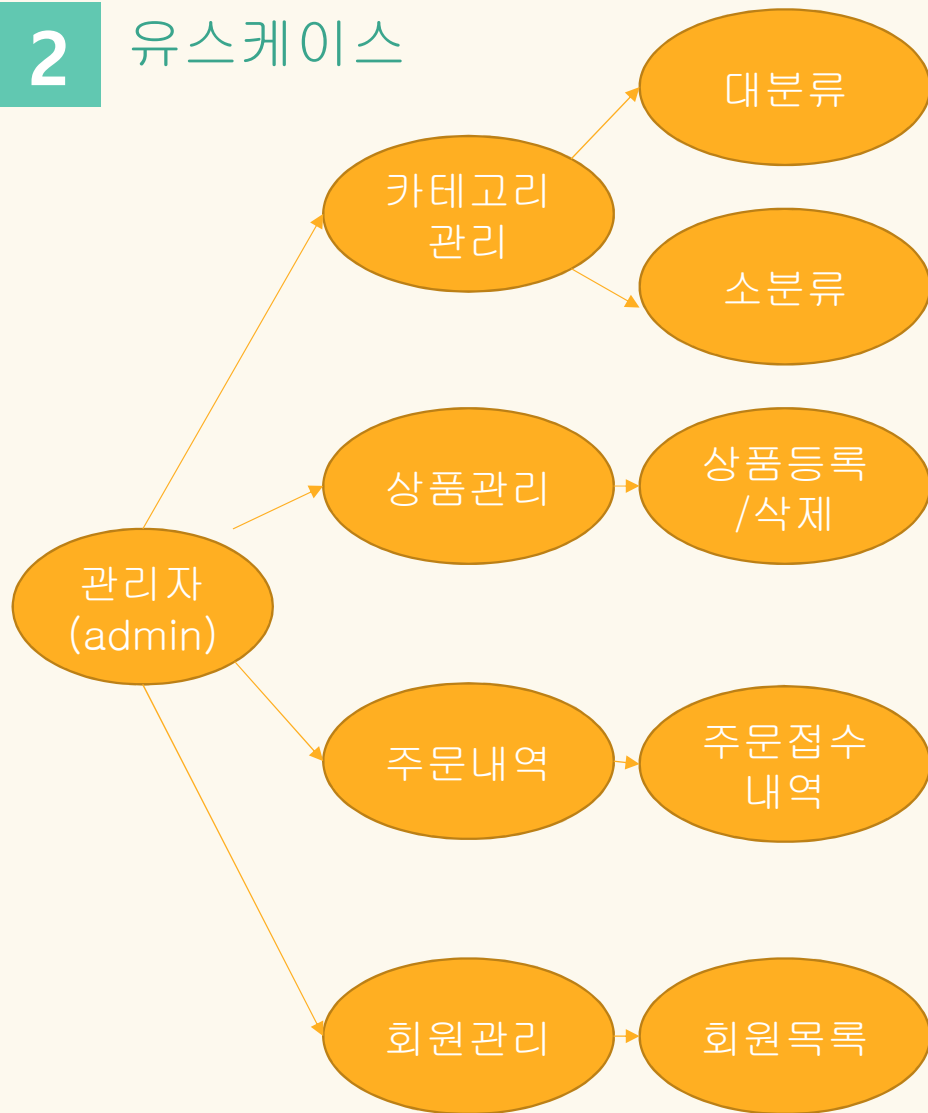 2
유스케이스
대분류
카테고리
관리
소분류
상품관리
상품등록
/삭제
관리자
(admin)
주문내역
주문접수
내역
회원관리
회원목록